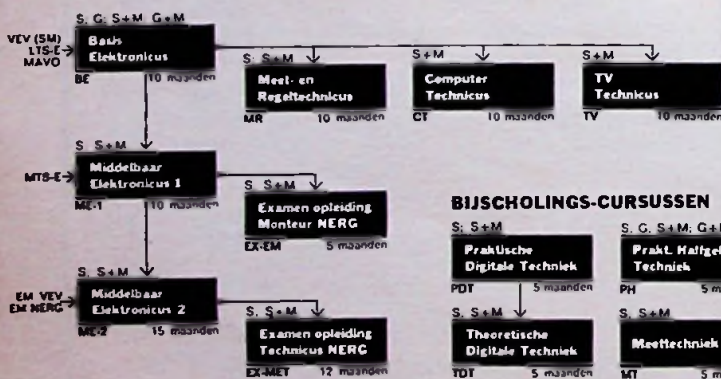 S, G; S+M G+M
VEV (SM)
LTS-E
MAVO
Basis
Elektronicus
BE 10 maanden
S; S+M
Meet- en
Regeltechnicus
MR 10 maanden
S+M
Computer
Technicus
CT 10 maanden
S+M
TV
Technicus
TV 10 maanden
S S+M
MTS-E
Middelbaar
Elektronicus 1
ME-1 10 maanden
S S+M
Examen opleiding
Monteur NERG
EX-EM 5 maanden
S, S+M
EM VEV
EM NERG
Middelbaar
Elektronicus 2
ME-2 15 maanden
S, S+M
Examen opleiding
Technicus NERG
EX-MET 12 maanden
BIJSCHOLINGS-CURSUSSEN
S; S+M
Praktische
Digitale Techniek
PDT 5 maanden
S, G, S+M; G+
Prakt. Halfgel
Techniek
PH 5 m
S, S+M
Theoretische
Digitale Techniek
TDT 5 maanden
S, S+M
Meettechniek
MT 5 m